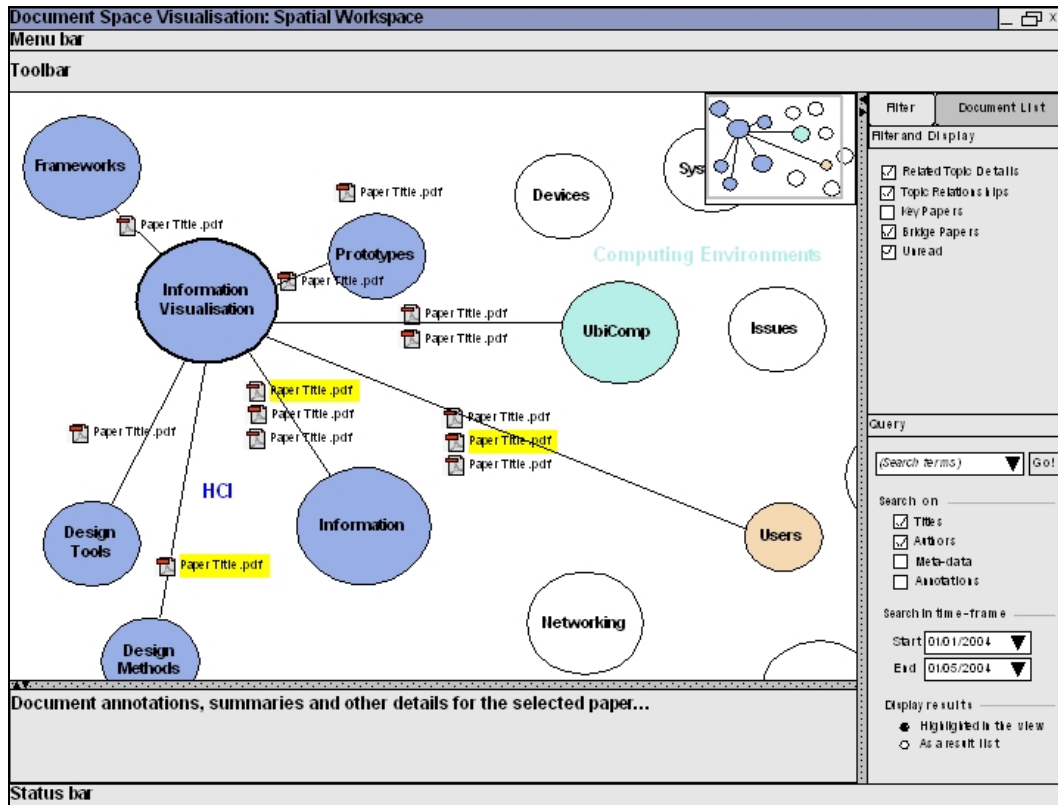 Document Space Visualisation: Spatial Workspace
Menu bar
Toolbar
Frameworks
Paper Title.pdf
Paper Title.pdf
Prototypes
Paper Title.pdf
Devices
Sys
Computing Environments
Information
Visualisation
Paper Title.pdf
Paper Title.pdf
UbiComp
Issues
Paper Title.pdf
Paper Title.pdf
Paper Title.pdf
Paper Title.pdf
Paper Title.pdf
Paper Title.pdf
Paper Title.pdf
HCI
Design
Tools
Information
Users
Paper Title.pdf
Networking
Design
Methods
Filter
Document List
Filter and Display
Related Topic Details
Topic Relationships
Key Papers
Bridge Papers
Unread
Query
(Search terms)
Go!
Search on
Titles
Authors
Meta-data
Annotations
Search in time-frame
Start 01/01/2004
End 01/05/2004
Display results
Highlighted in the view
As a result list
Document annotations, summaries and other details for the selected paper...
Status bar